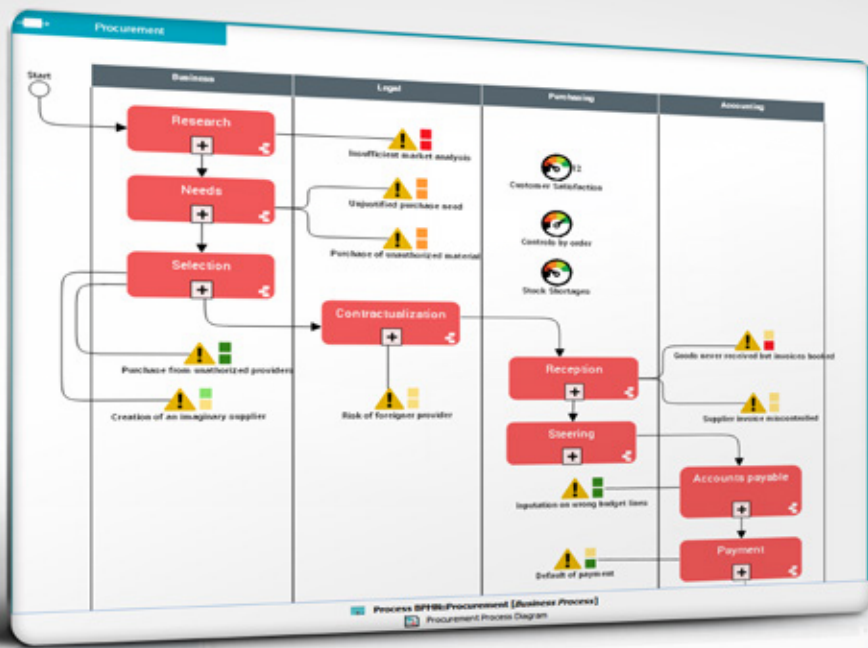 Procurement
Start
Business
Legal
Purchasing
Accounting
Research
Insufficient market analysis
Needs
Unjustified purchase need
Purchase of unauthorized material
Selection
Customer Satisfaction
Controls by order
Stock Shortages
Contractualization
Purchase from unathorized providers
Creation of an imaginary supplier
Risk of foreigner provider
Reception
Goods never received but invoices booked
Supplier invoice miscontrolled
Steering
Accounts payable
Inputation on wrong budget lines
Payment
Default of payment
Process BPMN:Procurement [Business Process]
Procurement Process Diagram